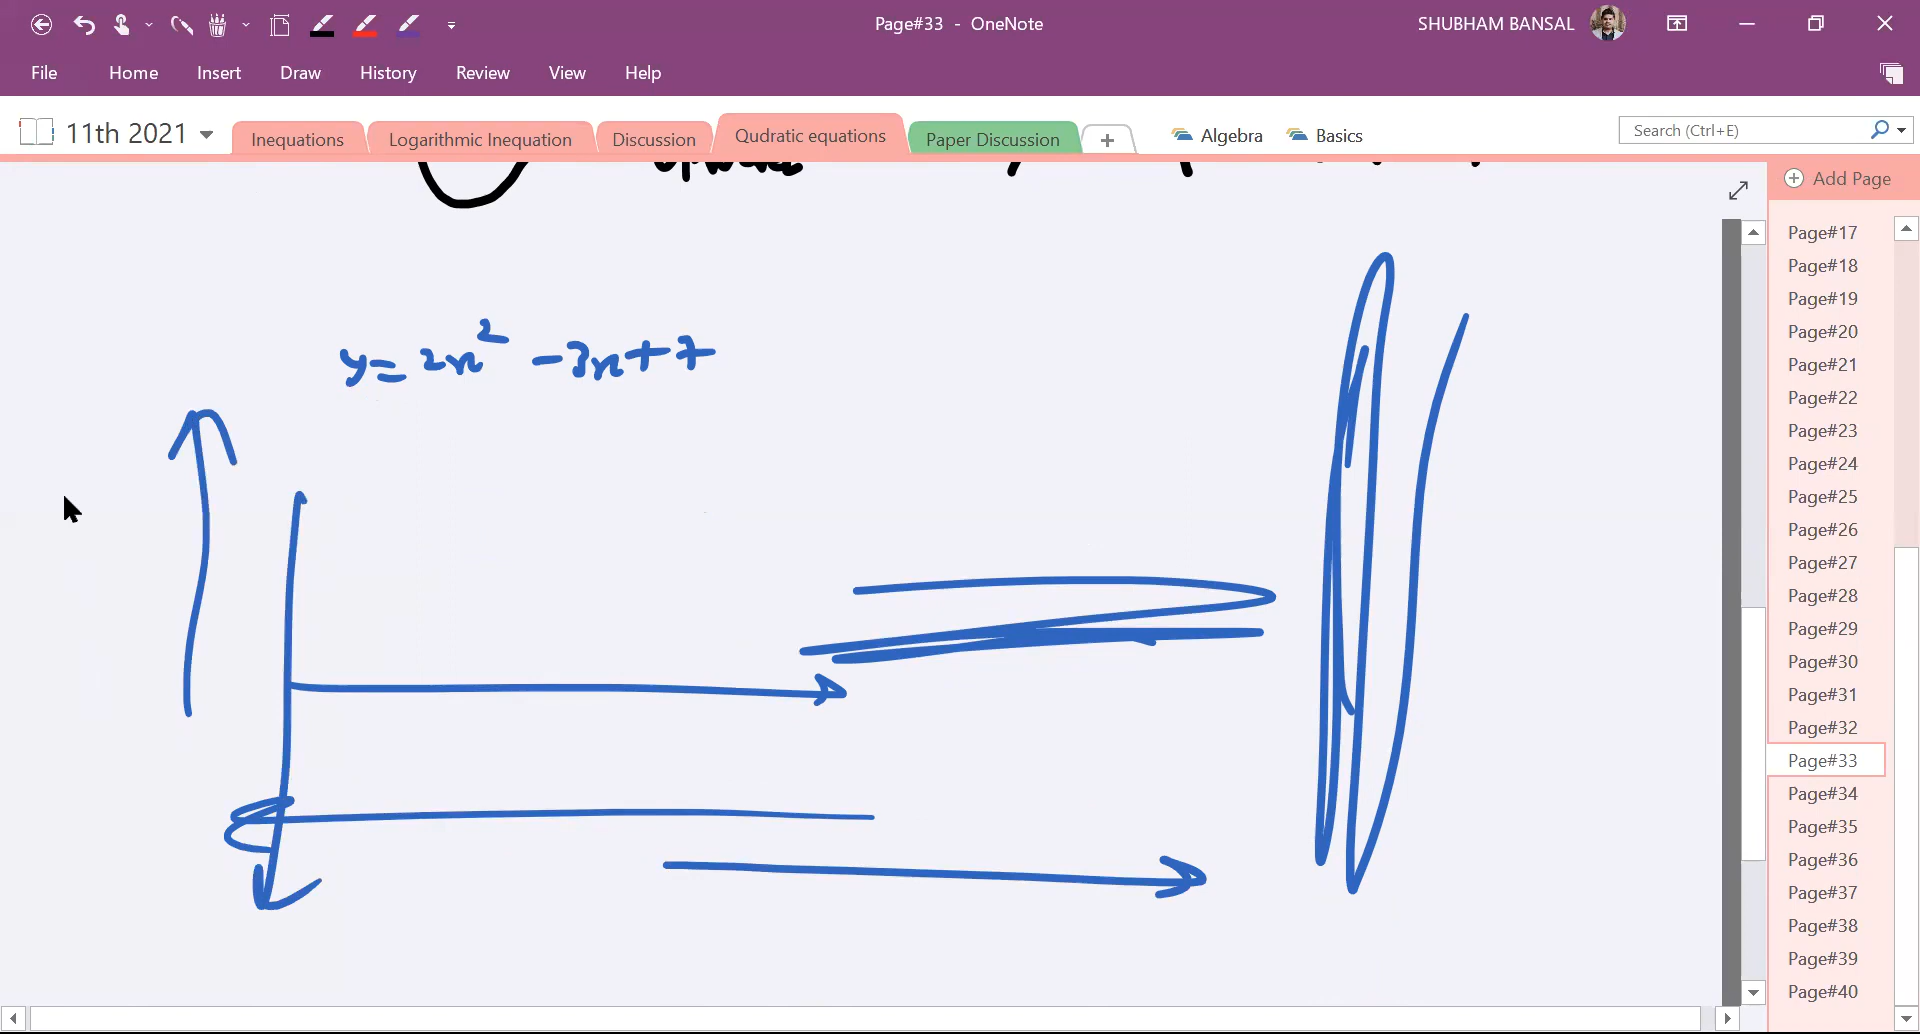 Page#33 - OneNote
SHUBHAM BANSAL
File Home Insert Draw History Review View Help
11th 2021
Inequations
Logarithmic Inequation
Discussion
Qudratic equations
Paper Discussion
+
Algebra
Basics
Search (Ctrl+E)
Add Page
y = 2x² - 3x + 7
Page#17
Page#18
Page#19
Page#20
Page#21
Page#22
Page#23
Page#24
Page#25
Page#26
Page#27
Page#28
Page#29
Page#30
Page#31
Page#32
Page#33
Page#34
Page#35
Page#36
Page#37
Page#38
Page#39
Page#40